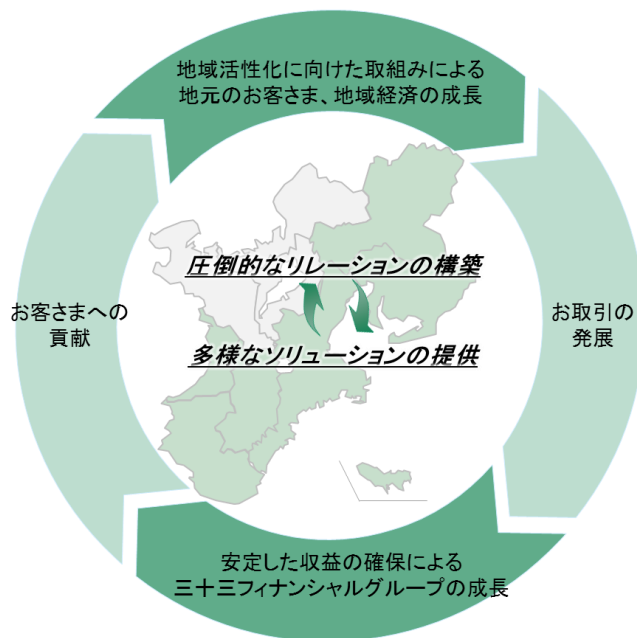 地域活性化に向けた取組みによる
地元のお客さま、地域経済の成長
圧倒的なリレーションの構築
お客さまへの
貢献
お取引の
発展
多様なソリューションの提供
安定した収益の確保による
三十三フィナンシャルグループの成長